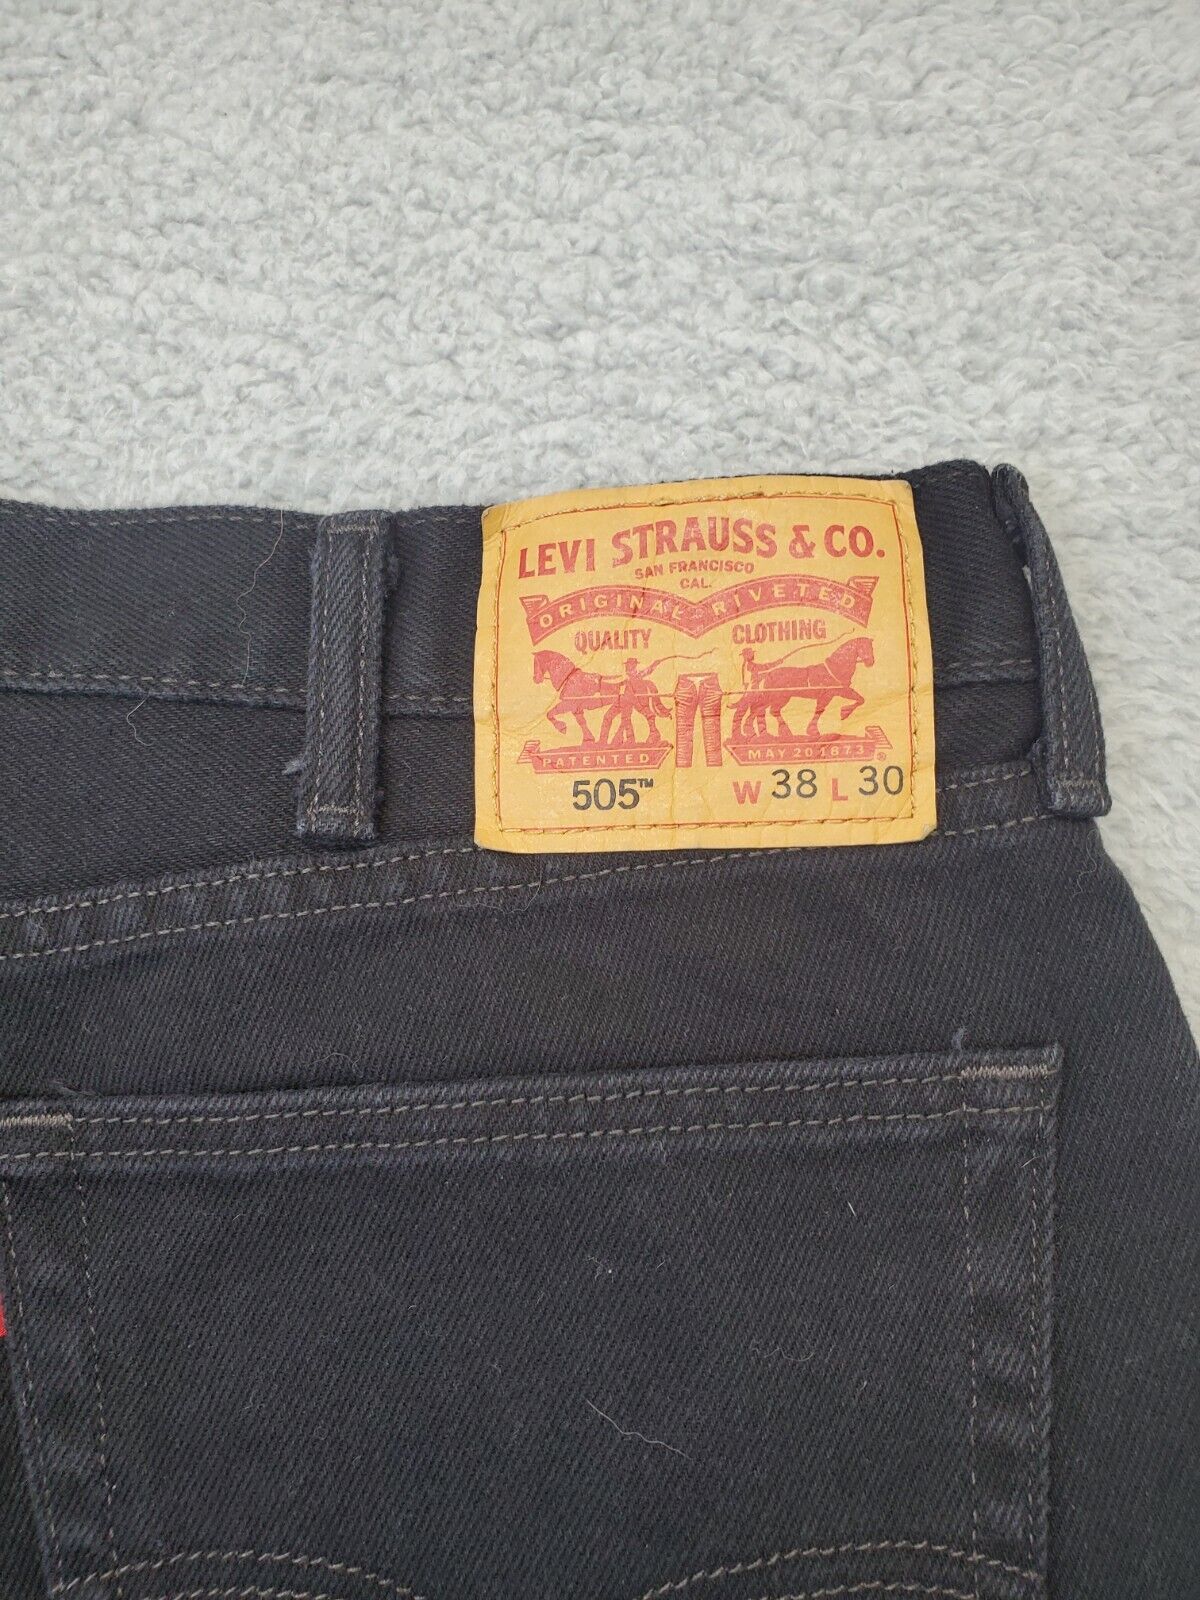 LEVI STRAUSS & CO.
SAN FRANCISCO
CAL.
ORIGINAL RIVETED
QUALITY CLOTHING
PATENTED MAY 20 1873 ®
505™ W 38 L 30